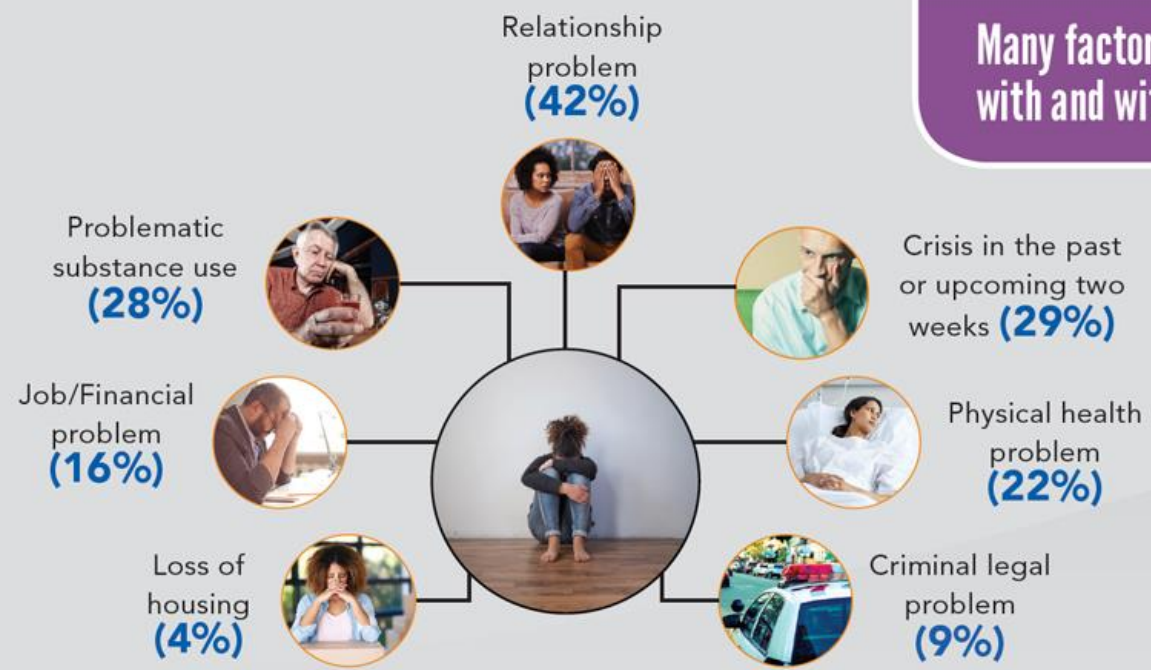 Relationship
problem
(42%)
Many factor
with and wi
Problematic
substance use
(28%)
Crisis in the past
or upcoming two
weeks (29%)
Job/Financial
problem
(16%)
Physical health
problem
(22%)
Loss of
housing
(4%)
Criminal legal
problem
(9%)